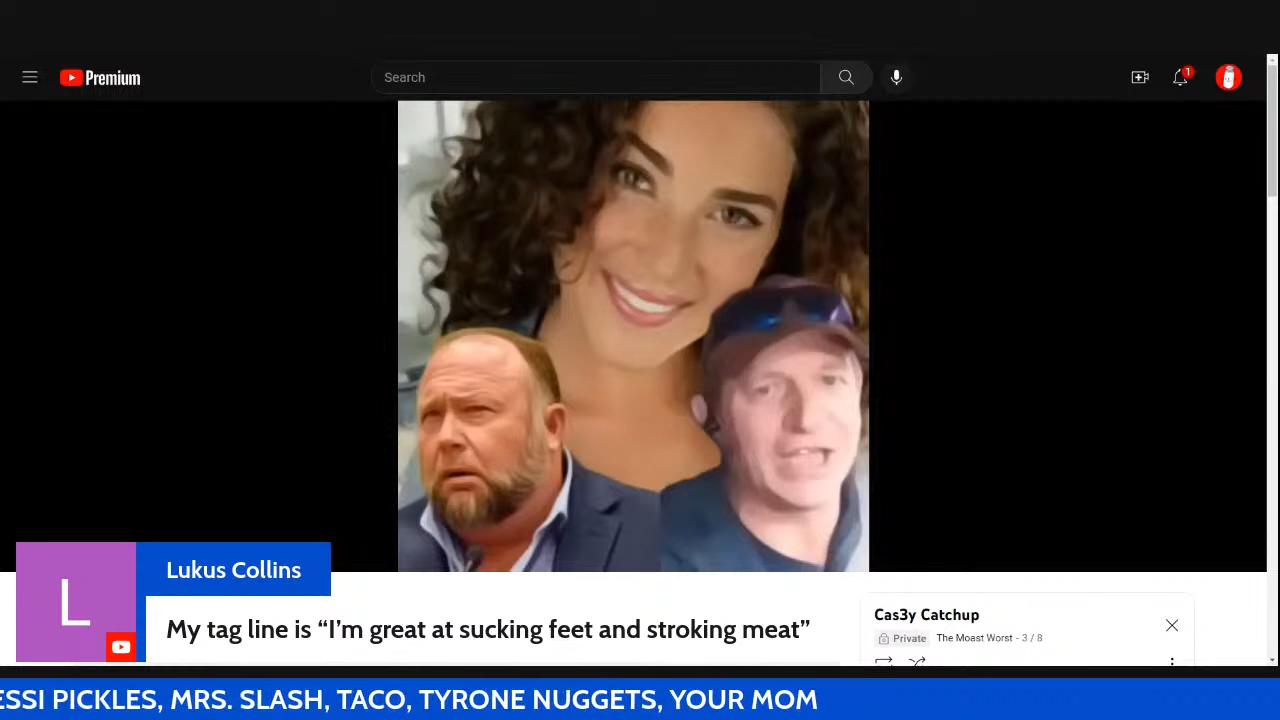 Premium
Search
1
L
Lukus Collins
My tag line is “I’m great at sucking feet and stroking meat”
Cas3y Catchup
Private The Moast Worst - 3 / 8
ESSI PICKLES, MRS. SLASH, TACO, TYRONE NUGGETS, YOUR MOM